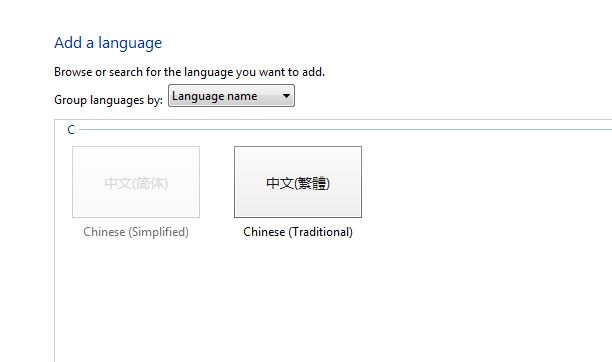 Add a language
Browse or search for the language you want to add.
Group languages by: Language name
C
中文(简体)
中文(繁體)
Chinese (Simplified)
Chinese (Traditional)